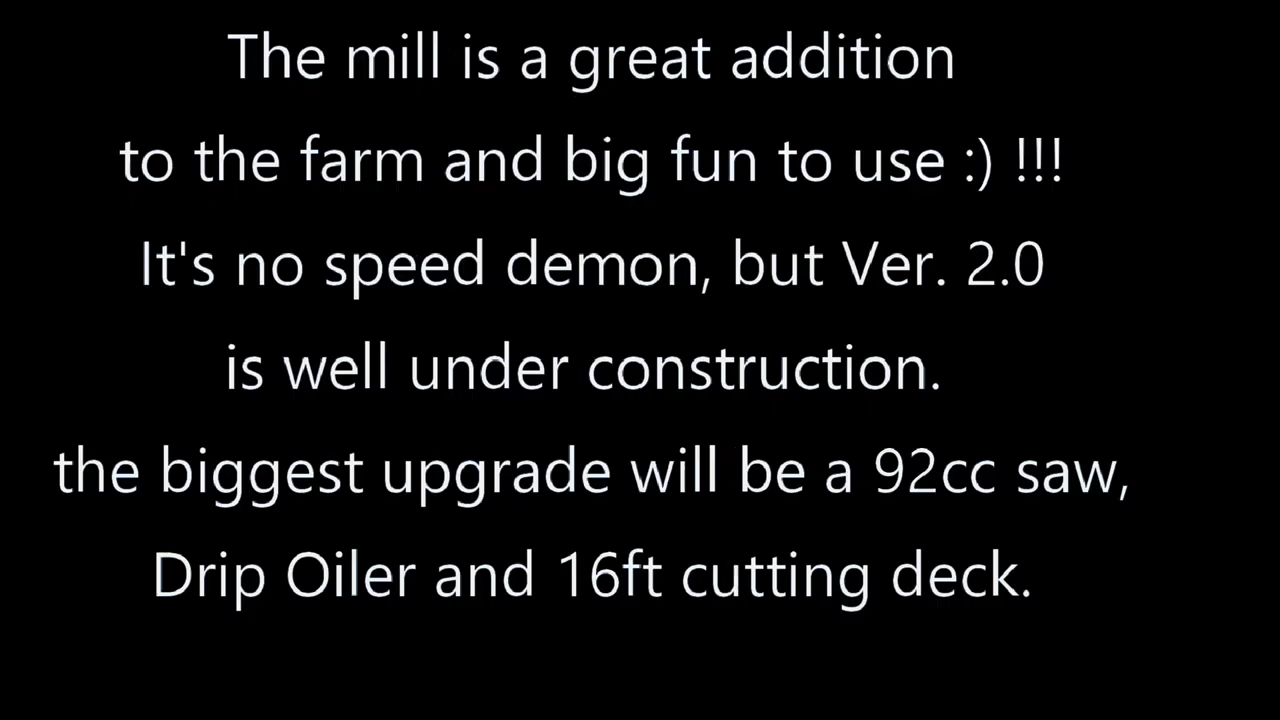 The mill is a great addition
to the farm and big fun to use :) !!!
It's no speed demon, but Ver. 2.0
is well under construction.
the biggest upgrade will be a 92cc saw,
Drip Oiler and 16ft cutting deck.